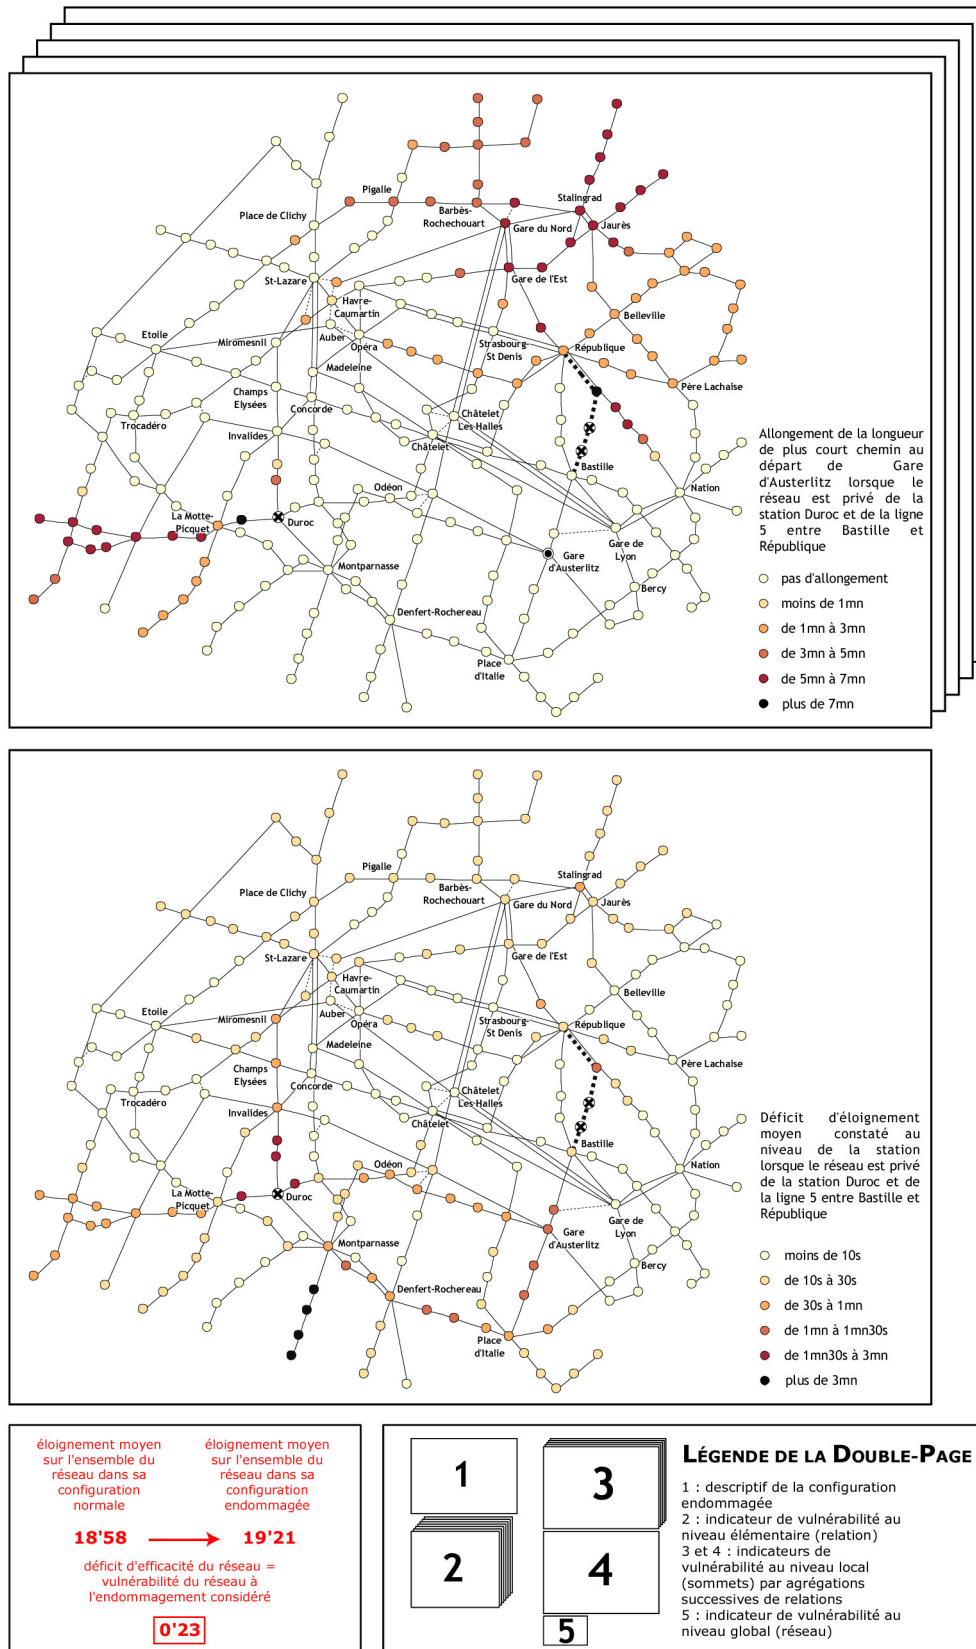 Pigalle
Stalingrad
Place de Clichy
Barbès-
Rochechouart
Gare du Nord
Jaurès
St-Lazare
Gare de l'Est
Havre-
Caumartin
Belleville
Etoile
Miromesnil
Auber
Opéra
Strasbourg-
St Denis
République
Madeleine
Champs
Elysées
Père Lachaise
Concorde
Trocadéro
Châtelet
Les Halles
Invalides
Châtelet
Bastille
Odéon
Nation
La Motte-
Picquet
Duroc
Gare de
Lyon
Gare
d'Austerlitz
Montparnasse
Bercy
Denfert-Rochereau
Place
d'Italie
Allongement de la longueur
de plus court chemin au
départ de Gare
d'Austerlitz lorsque le
réseau est privé de la
station Duroc et de la ligne
5 entre Bastille et
République
pas d'allongement
moins de 1mn
de 1mn à 3mn
de 3mn à 5mn
de 5mn à 7mn
plus de 7mn
Pigalle
Stalingrad
Place de Clichy
Barbès-
Rochechouart
Gare du Nord
Jaurès
St-Lazare
Gare de l'Est
Havre-
Caumartin
Belleville
Etoile
Miromesnil
Auber
Opéra
Strasbourg-
St Denis
République
Madeleine
Champs
Elysées
Père Lachaise
Concorde
Trocadéro
Châtelet
Les Halles
Invalides
Châtelet
Bastille
Odéon
Nation
La Motte-
Picquet
Duroc
Gare de
Lyon
Gare
d'Austerlitz
Montparnasse
Bercy
Denfert-Rochereau
Place
d'Italie
Déficit d'éloignement
moyen constaté au
niveau de la station
lorsque le réseau est privé
de la station Duroc et de
la ligne 5 entre Bastille et
République
moins de 10s
de 10s à 30s
de 30s à 1mn
de 1mn à 1mn30s
de 1mn30s à 3mn
plus de 3mn
éloignement moyen
sur l'ensemble du
réseau dans sa
configuration
normale
éloignement moyen
sur l'ensemble du
réseau dans sa
configuration
endommagée
18'58
19'21
déficit d'efficacité du réseau =
vulnérabilité du réseau à
l'endommagement considéré
0'23
1
2
3
4
5
LÉGENDE DE LA DOUBLE-PAGE
1 : descriptif de la configuration
endommagée
2 : indicateur de vulnérabilité au
niveau élémentaire (relation)
3 et 4 : indicateurs de
vulnérabilité au niveau local
(sommets) par agrégations
successives de relations
5 : indicateur de vulnérabilité au
niveau global (réseau)